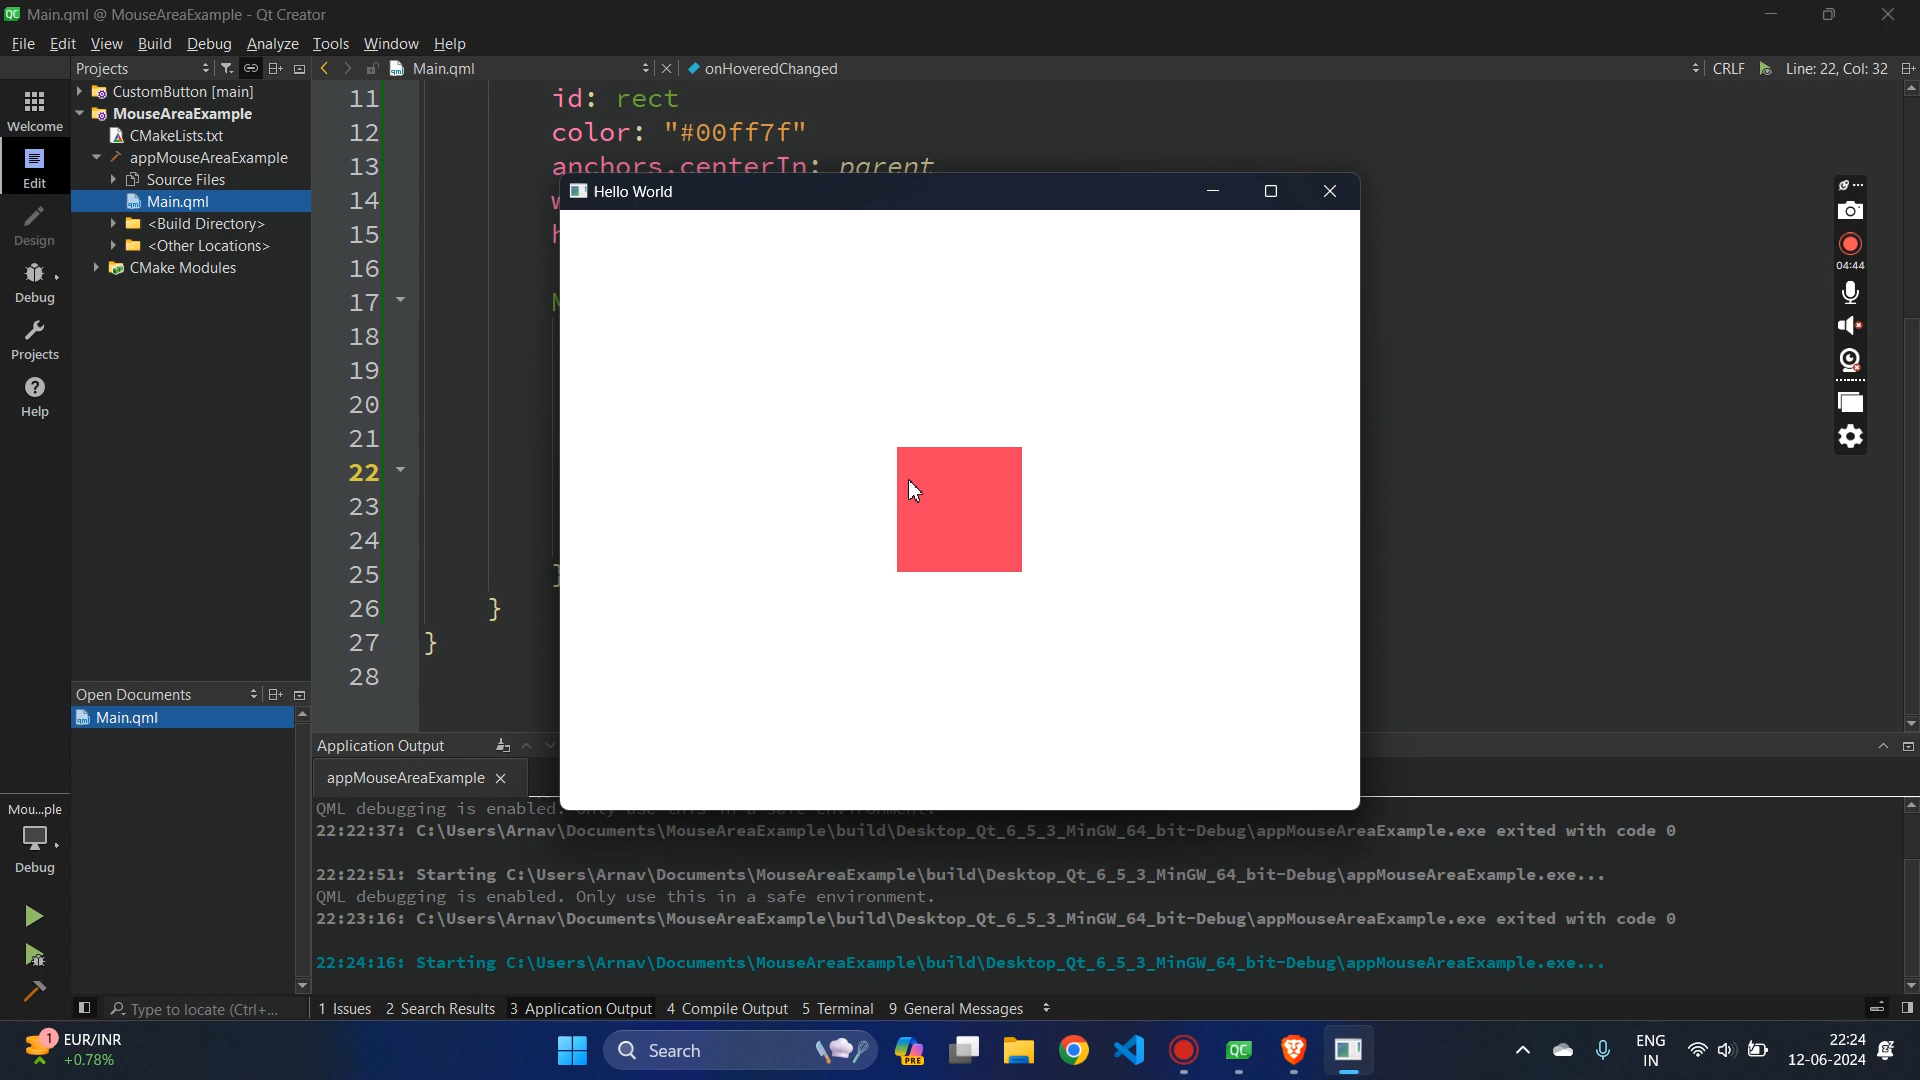 Main.qml @ MouseAreaExample - Qt Creator
File Edit View Build Debug Analyze Tools Window Help
Projects
Main.qml
onHoveredChanged
CRLF
Line: 22, Col: 32
CustomButton [main]
MouseAreaExample
CMakeLists.txt
appMouseAreaExample
Source Files
Main.qml
<Build Directory>
<Other Locations>
CMake Modules
Welcome
Edit
Design
Debug
Projects
Help
11 id: rect
12 color: "#00ff7f"
13 anchors.centerIn: parent
14
15
16
17
18
19
20
21
22
23
24
25 }
26 }
27 }
28
Hello World
04:44
Open Documents
Main.qml
Mou...ple
Debug
Application Output
appMouseAreaExample
QML debugging is enabled. Only use this in a safe environment.
22:22:37: C:\Users\Arnav\Documents\MouseAreaExample\build\Desktop_Qt_6_5_3_MinGW_64_bit-Debug\appMouseAreaExample.exe exited with code 0
22:22:51: Starting C:\Users\Arnav\Documents\MouseAreaExample\build\Desktop_Qt_6_5_3_MinGW_64_bit-Debug\appMouseAreaExample.exe...
QML debugging is enabled. Only use this in a safe environment.
22:23:16: C:\Users\Arnav\Documents\MouseAreaExample\build\Desktop_Qt_6_5_3_MinGW_64_bit-Debug\appMouseAreaExample.exe exited with code 0
22:24:16: Starting C:\Users\Arnav\Documents\MouseAreaExample\build\Desktop_Qt_6_5_3_MinGW_64_bit-Debug\appMouseAreaExample.exe...
Type to locate (Ctrl+...
1 Issues 2 Search Results 3 Application Output 4 Compile Output 5 Terminal 9 General Messages
1
EUR/INR
+0.78%
Search
PRE
QC
ENG
IN
22:24
12-06-2024